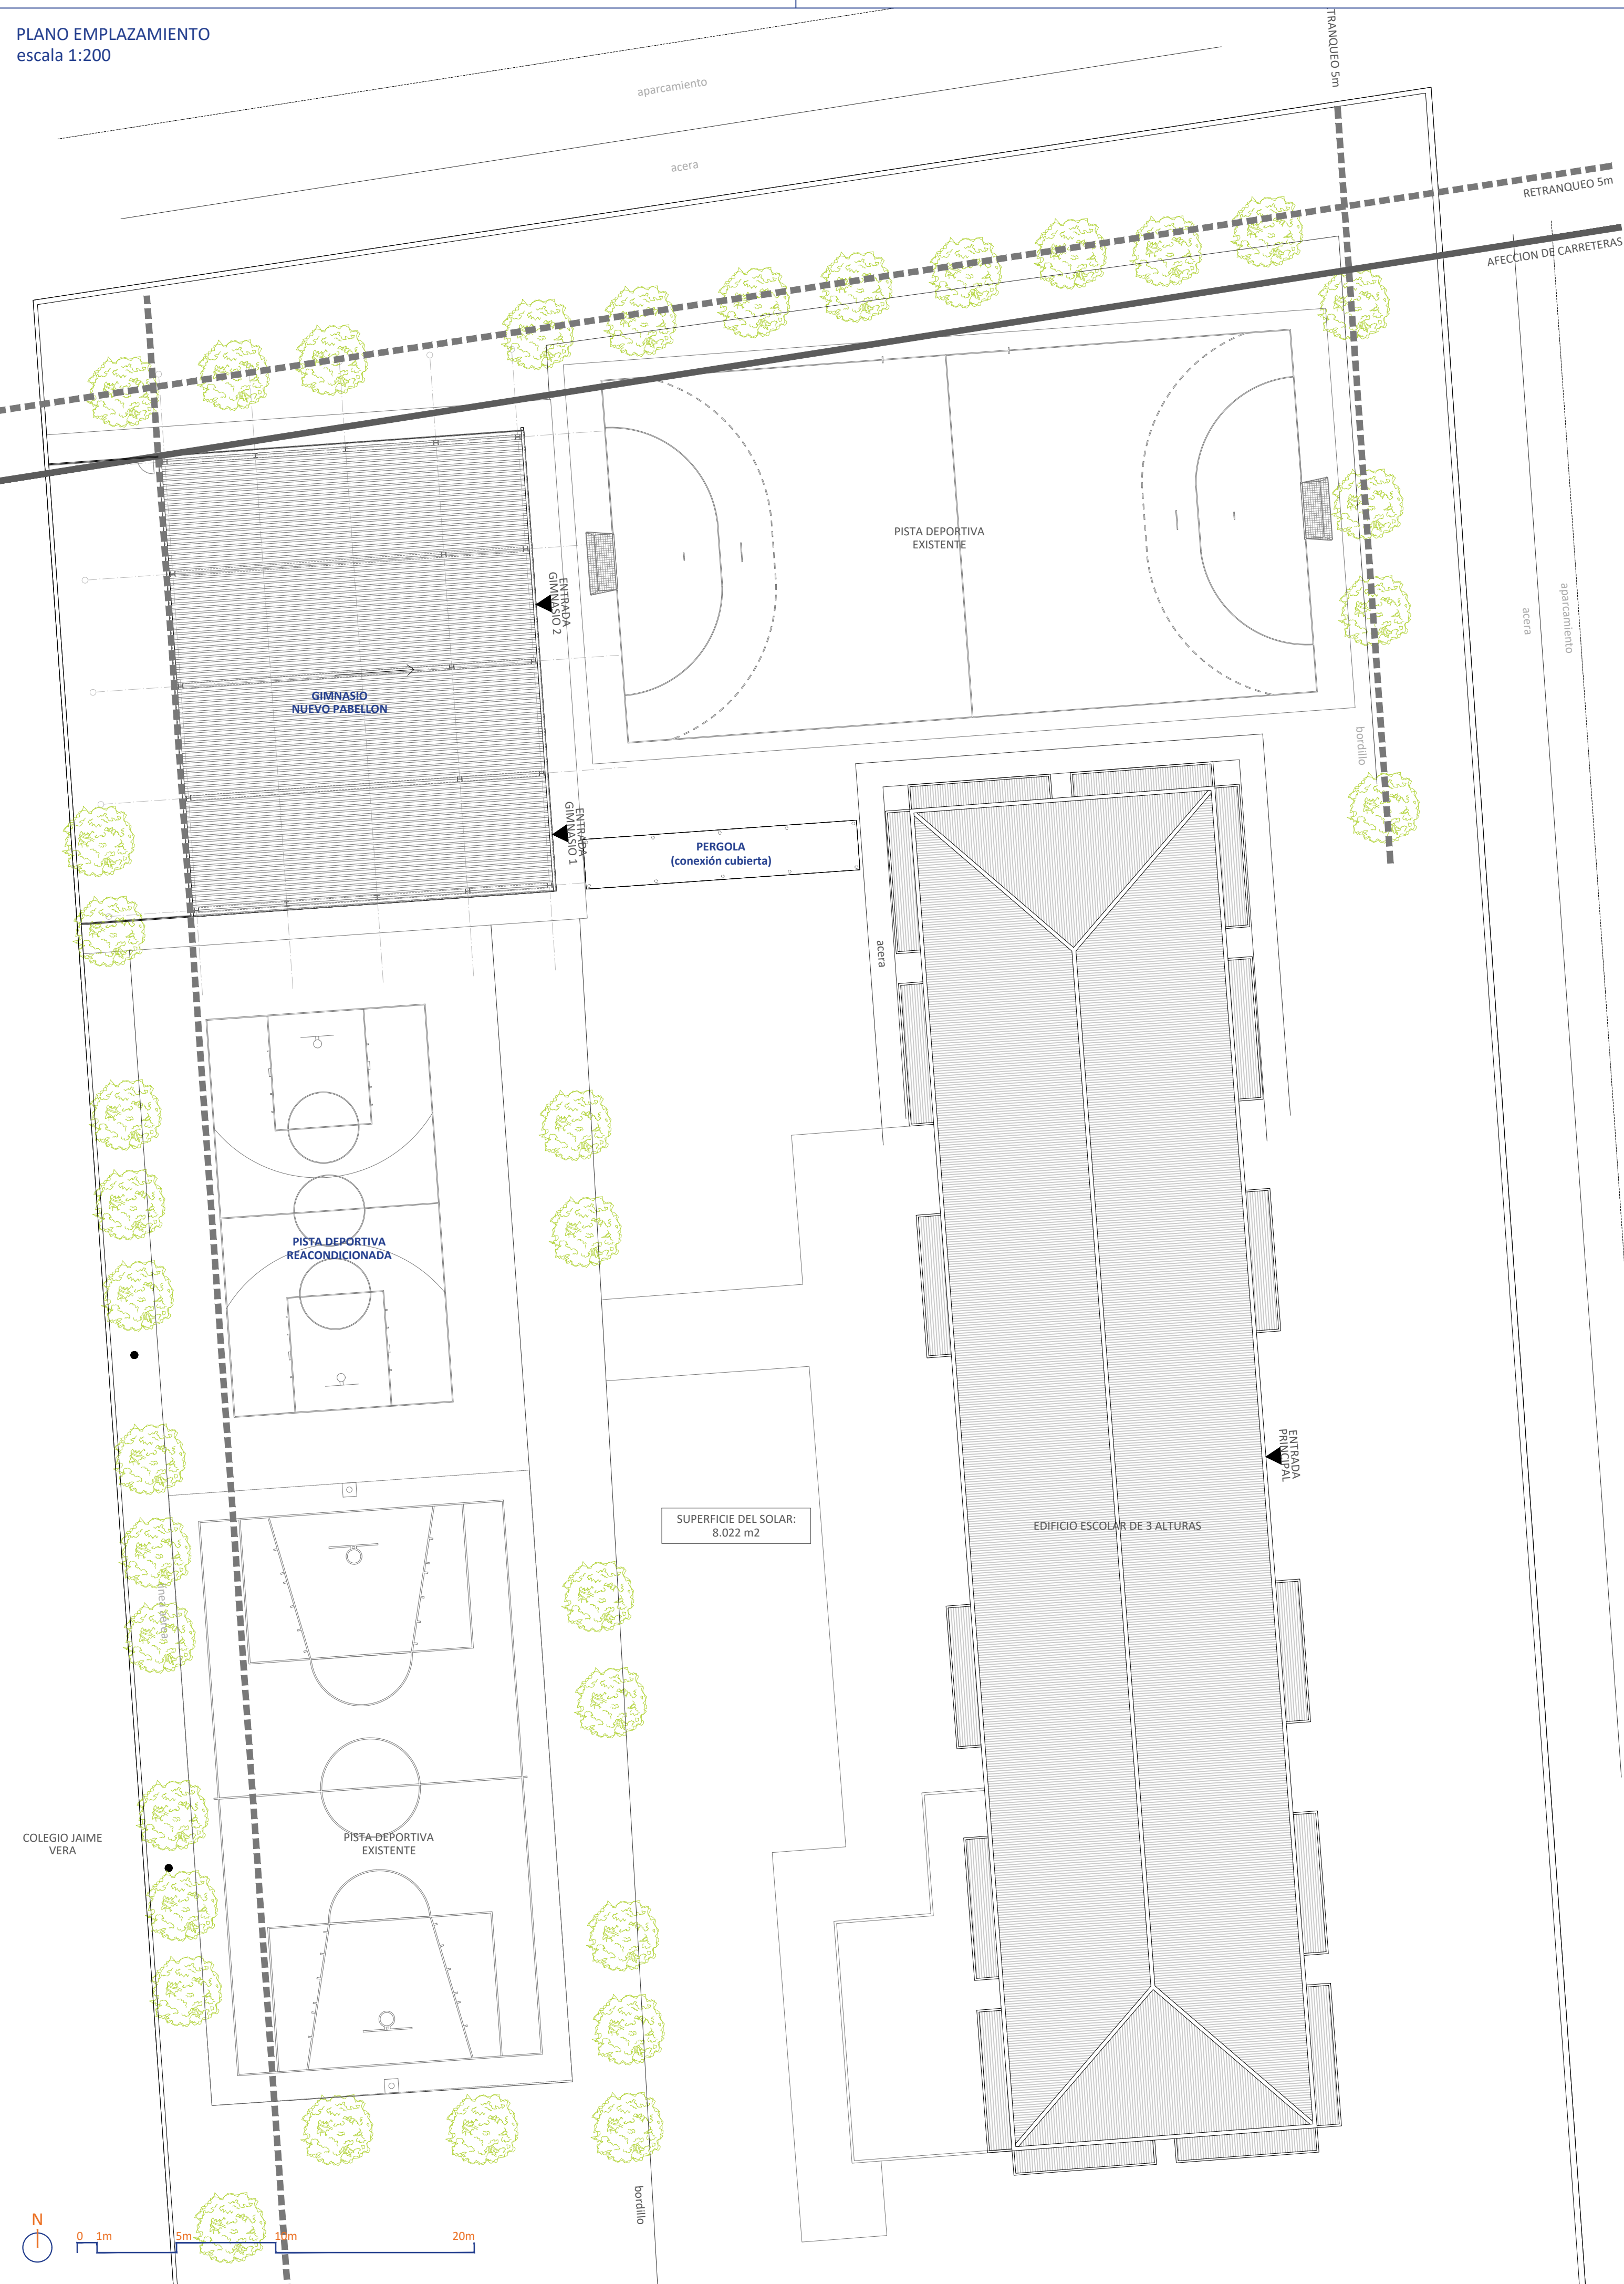 PLANO EMPLAZAMIENTO
escala 1:200
aparcamiento
acera
TRANQUEO 5m
RETRANQUEO 5m
AFECCION DE CARRETERAS
PISTA DEPORTIVA
EXISTENTE
ENTRADA
GIMNASIO 2
GIMNASIO
NUEVO PABELLON
acera
aparcamiento
bordillo
ENTRADA
GIMNASIO 1
PERGOLA
(conexión cubierta)
acera
PISTA DEPORTIVA
REACONDICIONADA
ENTRADA
PRINCIPAL
SUPERFICIE DEL SOLAR:
8.022 m2
EDIFICIO ESCOLAR DE 3 ALTURAS
línea aérea
COLEGIO JAIME
VERA
PISTA DEPORTIVA
EXISTENTE
bordillo
N
0 1m 5m 10m 20m